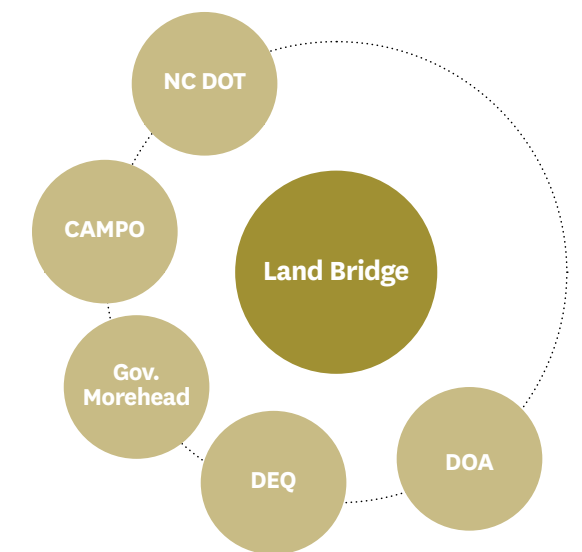 NC DOT
CAMPO
Land Bridge
Gov.
Morehead
DEQ
DOA